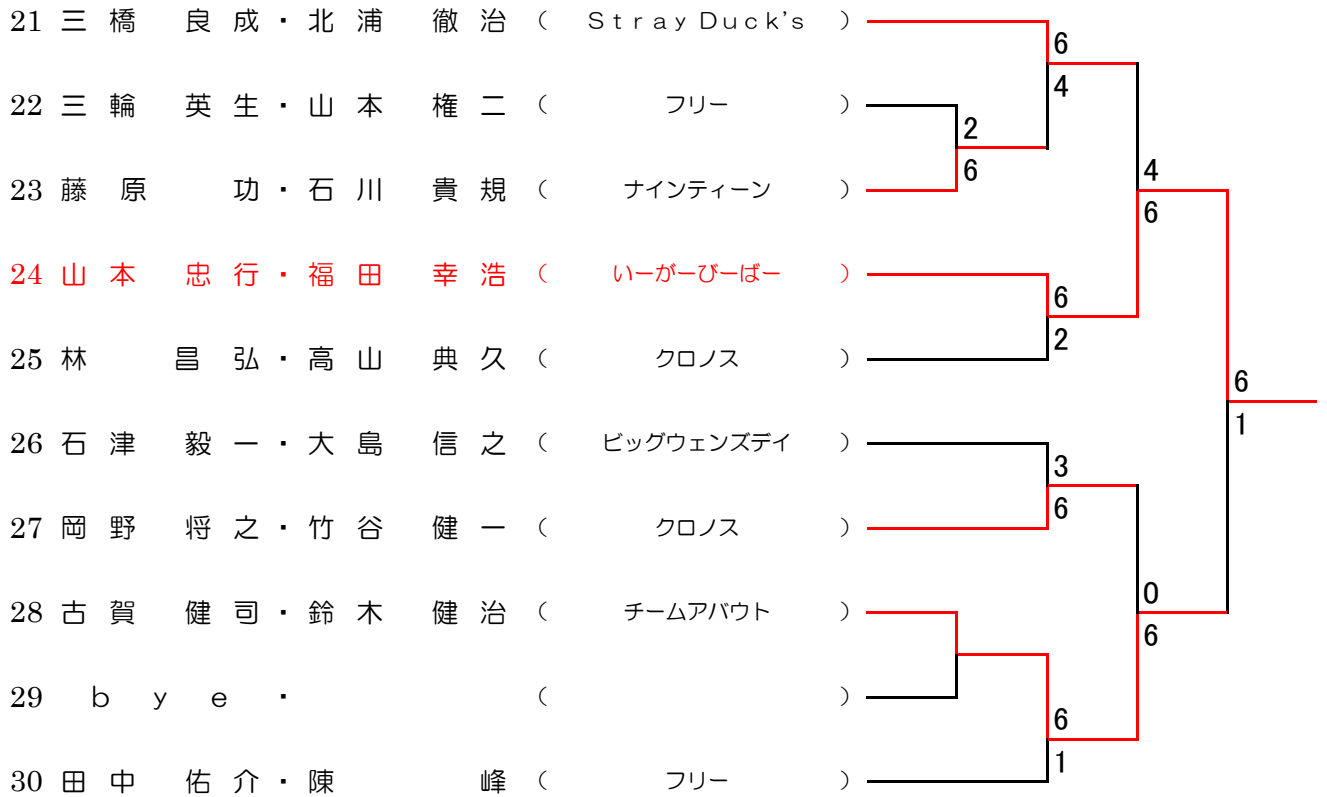 21 三橋 良成・北浦 徹治 ( Stray Duck's )
6
4
22 三輪 英生・山本 権二 ( フリー )
2
6
23 藤原 功・石川 貴規 ( ナインティーン )
4
6
24 山本 忠行・福田 幸浩 ( いーがーびーばー )
6
2
25 林 昌弘・高山 典久 ( クロノス )
6
1
26 石津 毅一・大島 信之 ( ビッグウェンズデイ )
3
6
27 岡野 将之・竹谷 健一 ( クロノス )
28 古賀 健司・鈴木 健治 ( チームアバウト )
0
6
29 bye・ ( )
6
1
30 田中 佑介・陳 峰 ( フリー )